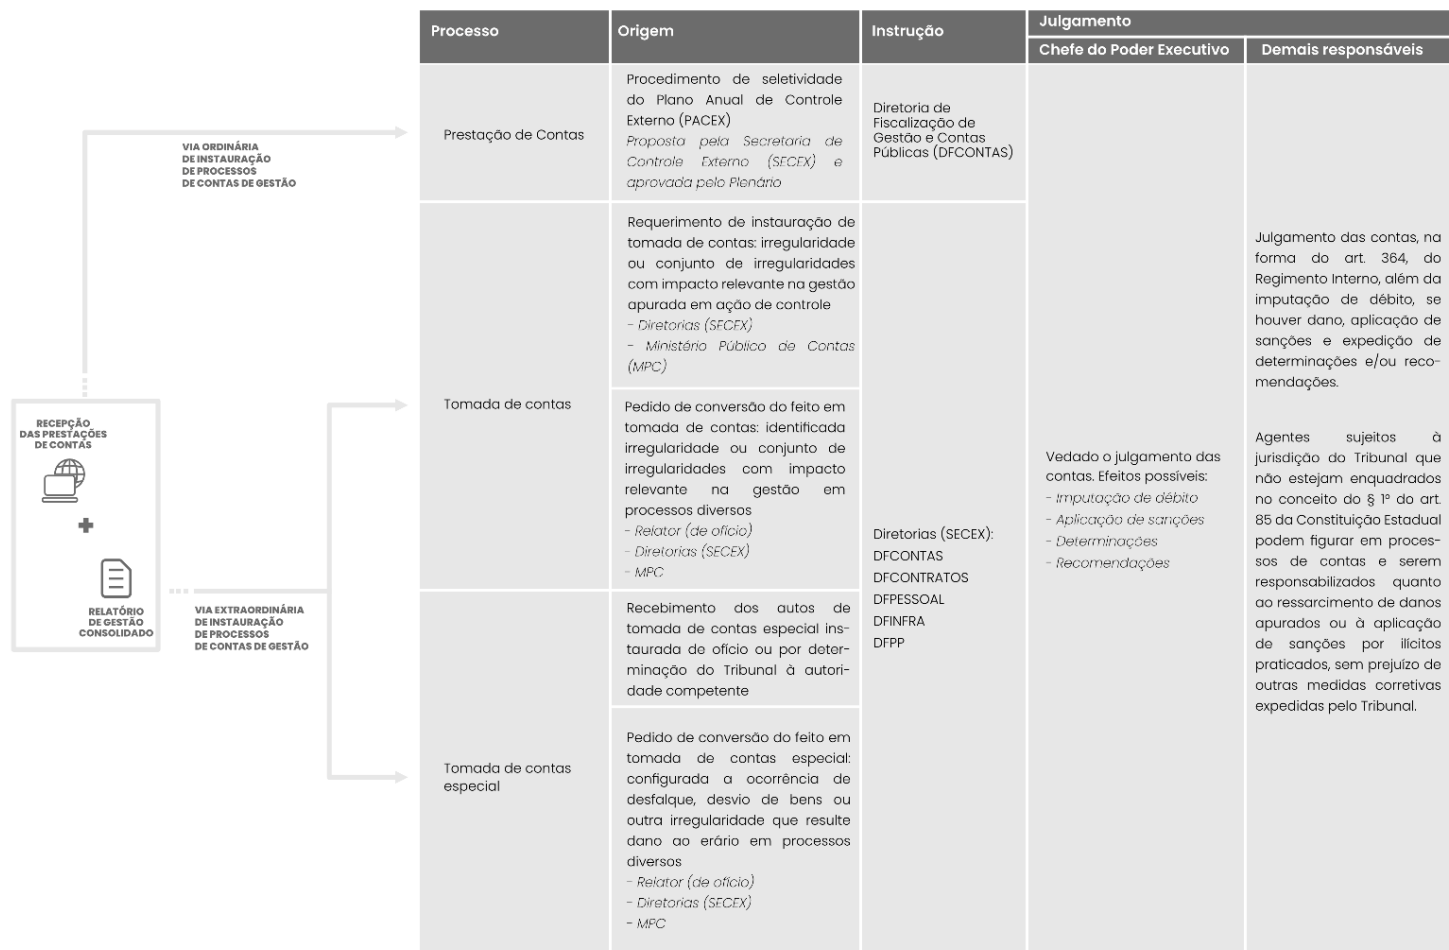 Processo
Origem
Instrução
Julgamento
Chefe do Poder Executivo
Demais responsáveis
VIA ORDINÁRIA
DE INSTAURAÇÃO
DE PROCESSOS
DE CONTAS DE GESTÃO
Prestação de Contas
Procedimento de seletividade
do Plano Anual de Controle
Externo (PACEX)
Proposta pela Secretaria de
Controle Externo (SECEX) e
aprovada pelo Plenário
Diretoria de
Fiscalização de
Gestão e Contas
Públicas (DFCONTAS)
RECEPÇÃO
DAS PRESTAÇÕES
DE CONTAS
RELATÓRIO
DE GESTÃO
CONSOLIDADO
VIA EXTRAORDINÁRIA
DE INSTAURAÇÃO
DE PROCESSOS
DE CONTAS DE GESTÃO
Tomada de contas
Requerimento de instauração de
tomada de contas: irregularidade
ou conjunto de irregularidades
com impacto relevante na gestão
apurada em ação de controle
- Diretorias (SECEX)
- Ministério Público de Contas
(MPC)
Pedido de conversão do feito em
tomada de contas: identificada
irregularidade ou conjunto de
irregularidades com impacto
relevante na gestão em
processos diversos
- Relator (de ofício)
- Diretorias (SECEX)
- MPC
Tomada de contas
especial
Recebimento dos autos de
tomada de contas especial ins-
taurada de ofício ou por deter-
minação do Tribunal à autori-
dade competente
Pedido de conversão do feito em
tomada de contas especial:
configurada a ocorrência de
desfalque, desvio de bens ou
outra irregularidade que resulte
dano ao erário em processos
diversos
- Relator (de ofício)
- Diretorias (SECEX)
- MPC
Diretorias (SECEX):
DFCONTAS
DFCONTRATOS
DFPESSOAL
DFINFRA
DFPP
Vedado o julgamento das
contas. Efeitos possíveis:
- Imputação de débito
- Aplicação de sanções
- Determinações
- Recomendações
Julgamento das contas, na
forma do art. 364, do
Regimento Interno, além da
imputação de débito, se
houver dano, aplicação de
sanções e expedição de
determinações e/ou reco-
mendações.
Agentes sujeitos à
jurisdição do Tribunal que
não estejam enquadrados
no conceito do § 1º do art.
85 da Constituição Estadual
podem figurar em proces-
sos de contas e serem
responsabilizados quanto
ao ressarcimento de danos
apurados ou à aplicação
de sanções por ilícitos
praticados, sem prejuízo de
outras medidas corretivas
expedidas pelo Tribunal.